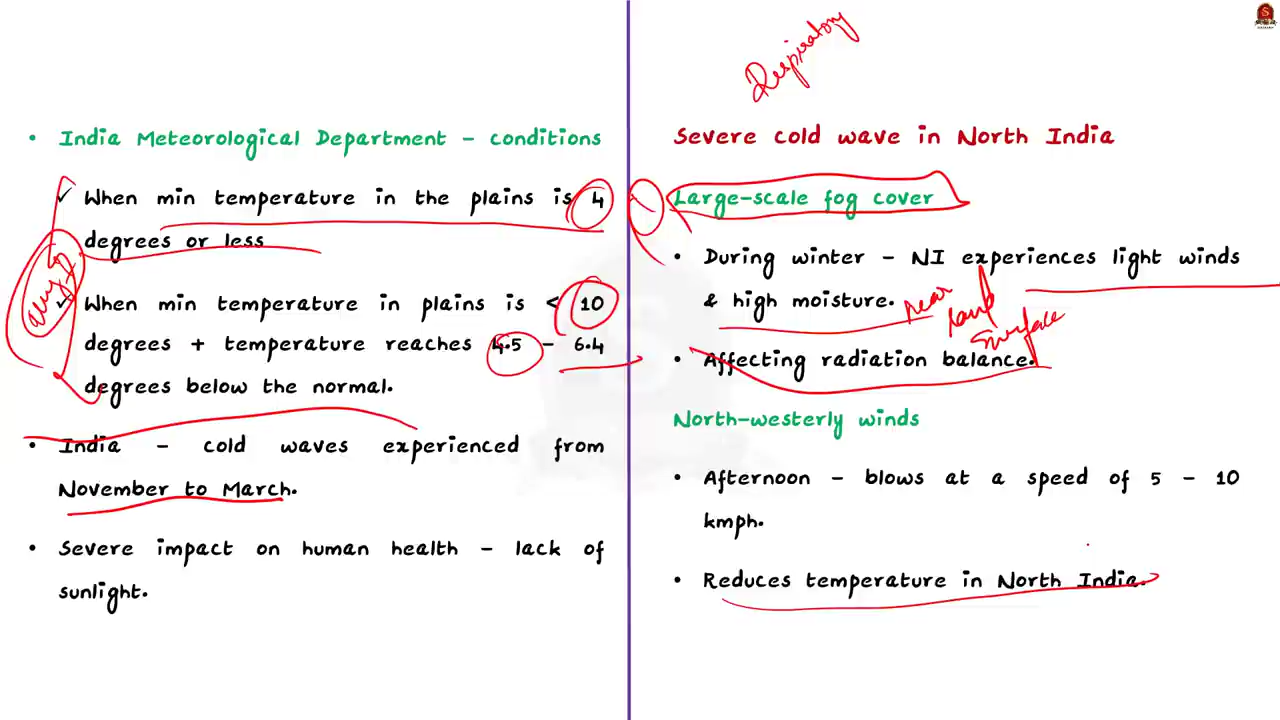 • India Meteorological Department - conditions
✓ When min temperature in the plains is 4
degrees or less
✓ When min temperature in plains is < 10
degrees + temperature reaches 4.5 - 6.4
degrees below the normal.
any of
• India - cold waves experienced from
November to March.
• Severe impact on human health - lack of
sunlight.
Respiratory
Severe cold wave in North India
Large-scale fog cover
• During winter - NI experiences light winds
& high moisture.
near land surface
• Affecting radiation balance.
North-westerly winds
• Afternoon - blows at a speed of 5 - 10
kmph.
• Reduces temperature in North India.